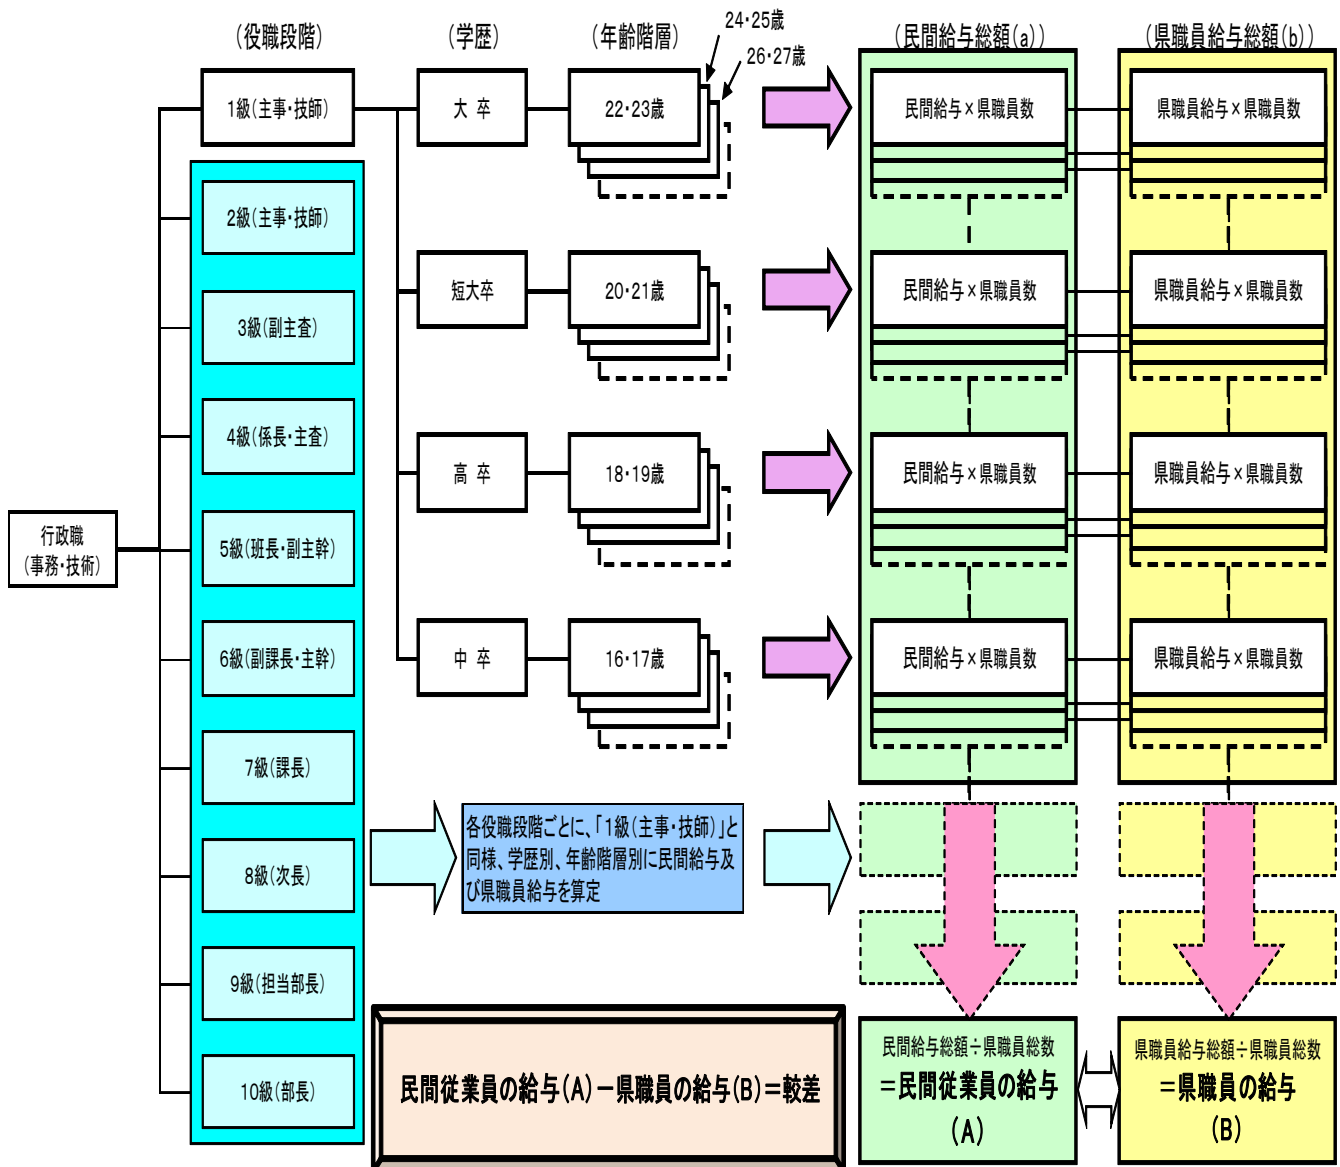 (役職段階)
(学歴)
(年齢階層)
24・25歳
26・27歳
(民間給与総額(a))
(県職員給与総額(b))
1級(主事・技師)
大 卒
22・23歳
民間給与×県職員数
県職員給与×県職員数
2級(主事・技師)
短大卒
20・21歳
民間給与×県職員数
県職員給与×県職員数
3級(副主査)
4級(係長・主査)
高 卒
18・19歳
民間給与×県職員数
県職員給与×県職員数
行政職
(事務・技術)
5級(班長・副主幹)
6級(副課長・主幹)
中 卒
16・17歳
民間給与×県職員数
県職員給与×県職員数
7級(課長)
8級(次長)
各役職段階ごとに、「1級(主事・技師)」と
同様、学歴別、年齢階層別に民間給与及
び県職員給与を算定
9級(担当部長)
10級(部長)
民間従業員の給与(A)－県職員の給与(B)＝較差
民間給与総額÷県職員総数
＝民間従業員の給与
(A)
県職員給与総額÷県職員総数
＝県職員の給与
(B)